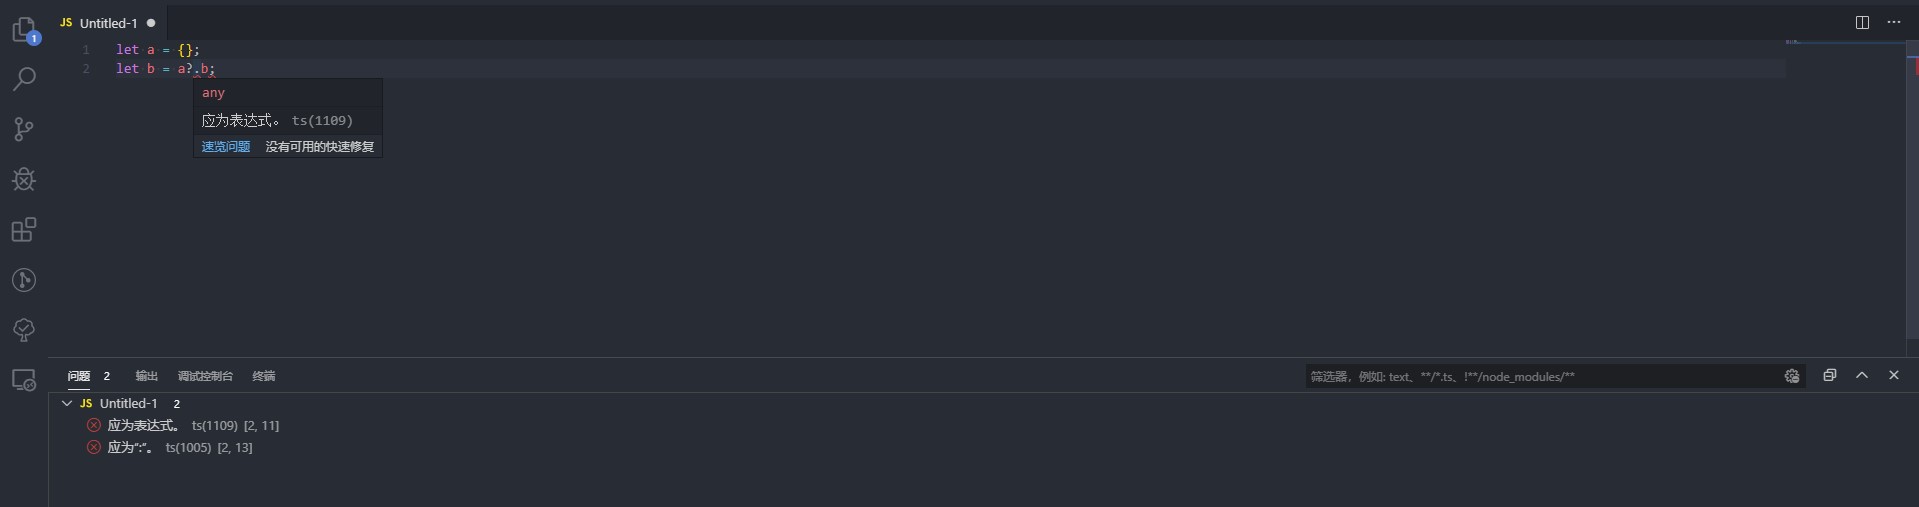 JS Untitled-1
1 let a = {};
2 let b = a?.b;
any
应为表达式。 ts(1109)
速览问题 没有可用的快速修复
1
问题 2 输出 调试控制台 终端 筛选器，例如: text、**/*.ts、!**/node_modules/**
JS Untitled-1 2
应为表达式。 ts(1109) [2, 11]
应为“:”。 ts(1005) [2, 13]